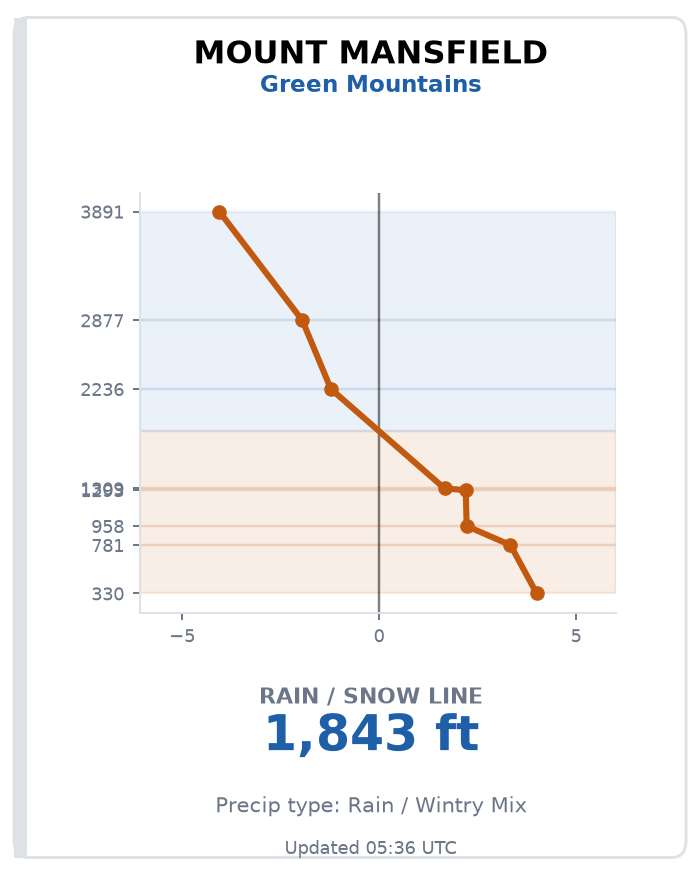 MOUNT MANSFIELD
Green Mountains
3891
2877
2236
958
781
330
−5 0 5
RAIN / SNOW LINE
1,843 ft
Precip type: Rain / Wintry Mix
Updated 05:36 UTC